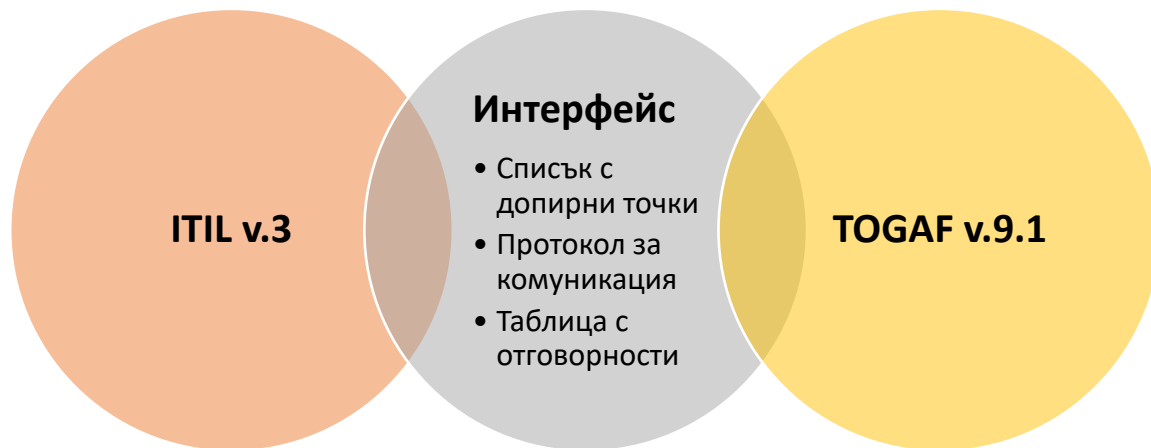 ITIL v.3
Интерфейс
• Списък с
допирни точки
• Протокол за
комуникация
• Таблица с
отговорности
TOGAF v.9.1